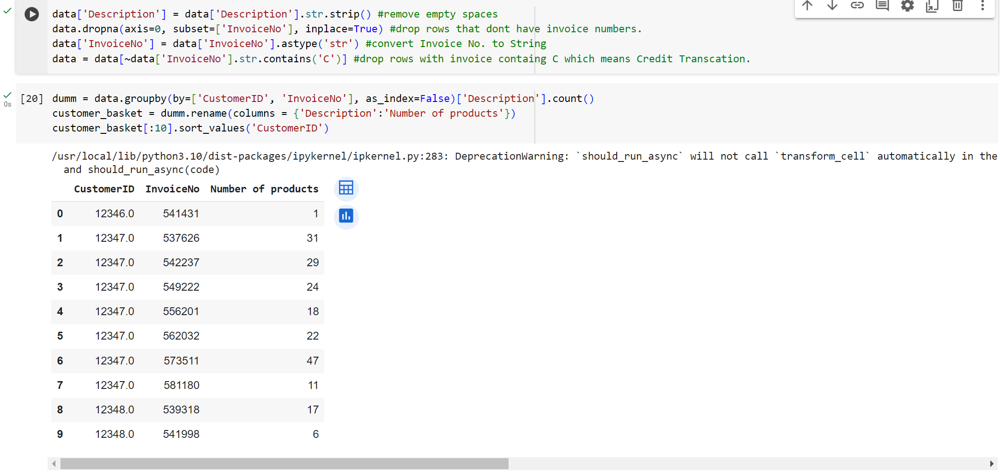 data['Description'] = data['Description'].str.strip() #remove empty spaces
data.dropna(axis=0, subset=['InvoiceNo'], inplace=True) #drop rows that dont have invoice numbers.
data['InvoiceNo'] = data['InvoiceNo'].astype('str') #convert Invoice No. to String
data = data[~data['InvoiceNo'].str.contains('C')] #drop rows with invoice containg C which means Credit Transcation.
0s [20] dumm = data.groupby(by=['CustomerID', 'InvoiceNo'], as_index=False)['Description'].count()
customer_basket = dumm.rename(columns = {'Description':'Number of products'})
customer_basket[:10].sort_values('CustomerID')
/usr/local/lib/python3.10/dist-packages/ipykernel/ipkernel.py:283: DeprecationWarning: `should_run_async` will not call `transform_cell` automatically in the
and should_run_async(code)
CustomerID InvoiceNo Number of products
0 12346.0 541431 1
1 12347.0 537626 31
2 12347.0 542237 29
3 12347.0 549222 24
4 12347.0 556201 18
5 12347.0 562032 22
6 12347.0 573511 47
7 12347.0 581180 11
8 12348.0 539318 17
9 12348.0 541998 6